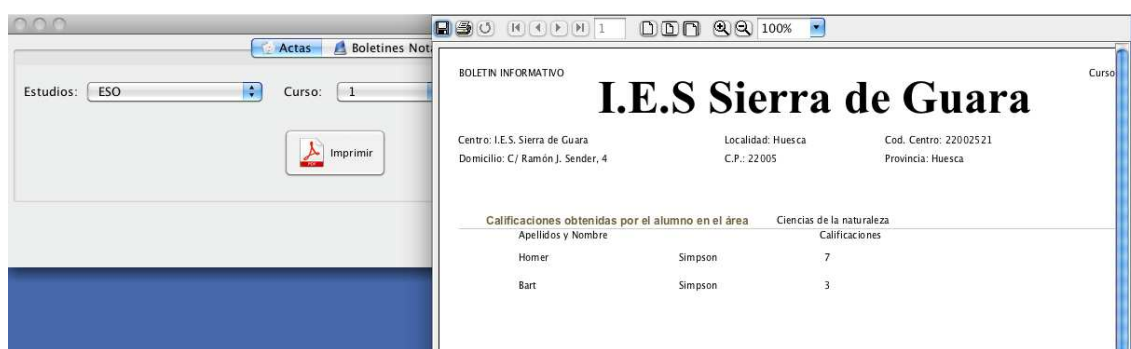 Actas Boletines Not
Estudios: ESO Curso: 1
Imprimir
1 100%
BOLETIN INFORMATIVO Curso
I.E.S Sierra de Guara
Centro: I.E.S. Sierra de Guara Localidad: Huesca Cod. Centro: 22002521
Domicilio: C/ Ramón J. Sender, 4 C.P.: 22005 Provincia: Huesca
Calificaciones obtenidas por el alumno en el área Ciencias de la naturaleza
Apellidos y Nombre Calificaciones
Homer Simpson 7
Bart Simpson 3